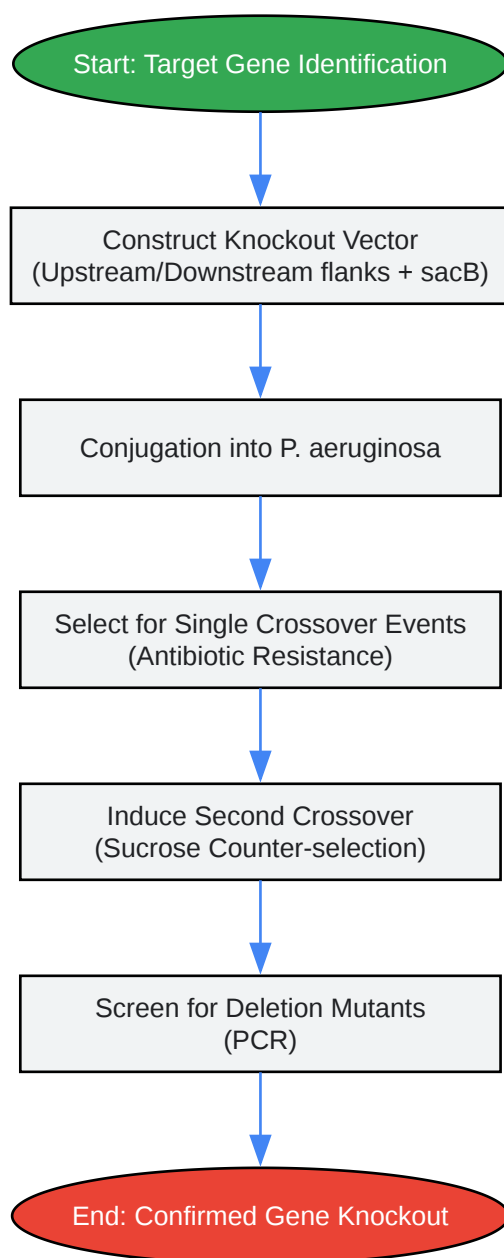 Start: Target Gene Identification
Construct Knockout Vector
(Upstream/Downstream flanks + sacB)
Conjugation into P. aeruginosa
Select for Single Crossover Events
(Antibiotic Resistance)
Induce Second Crossover
(Sucrose Counter-selection)
Screen for Deletion Mutants
(PCR)
End: Confirmed Gene Knockout